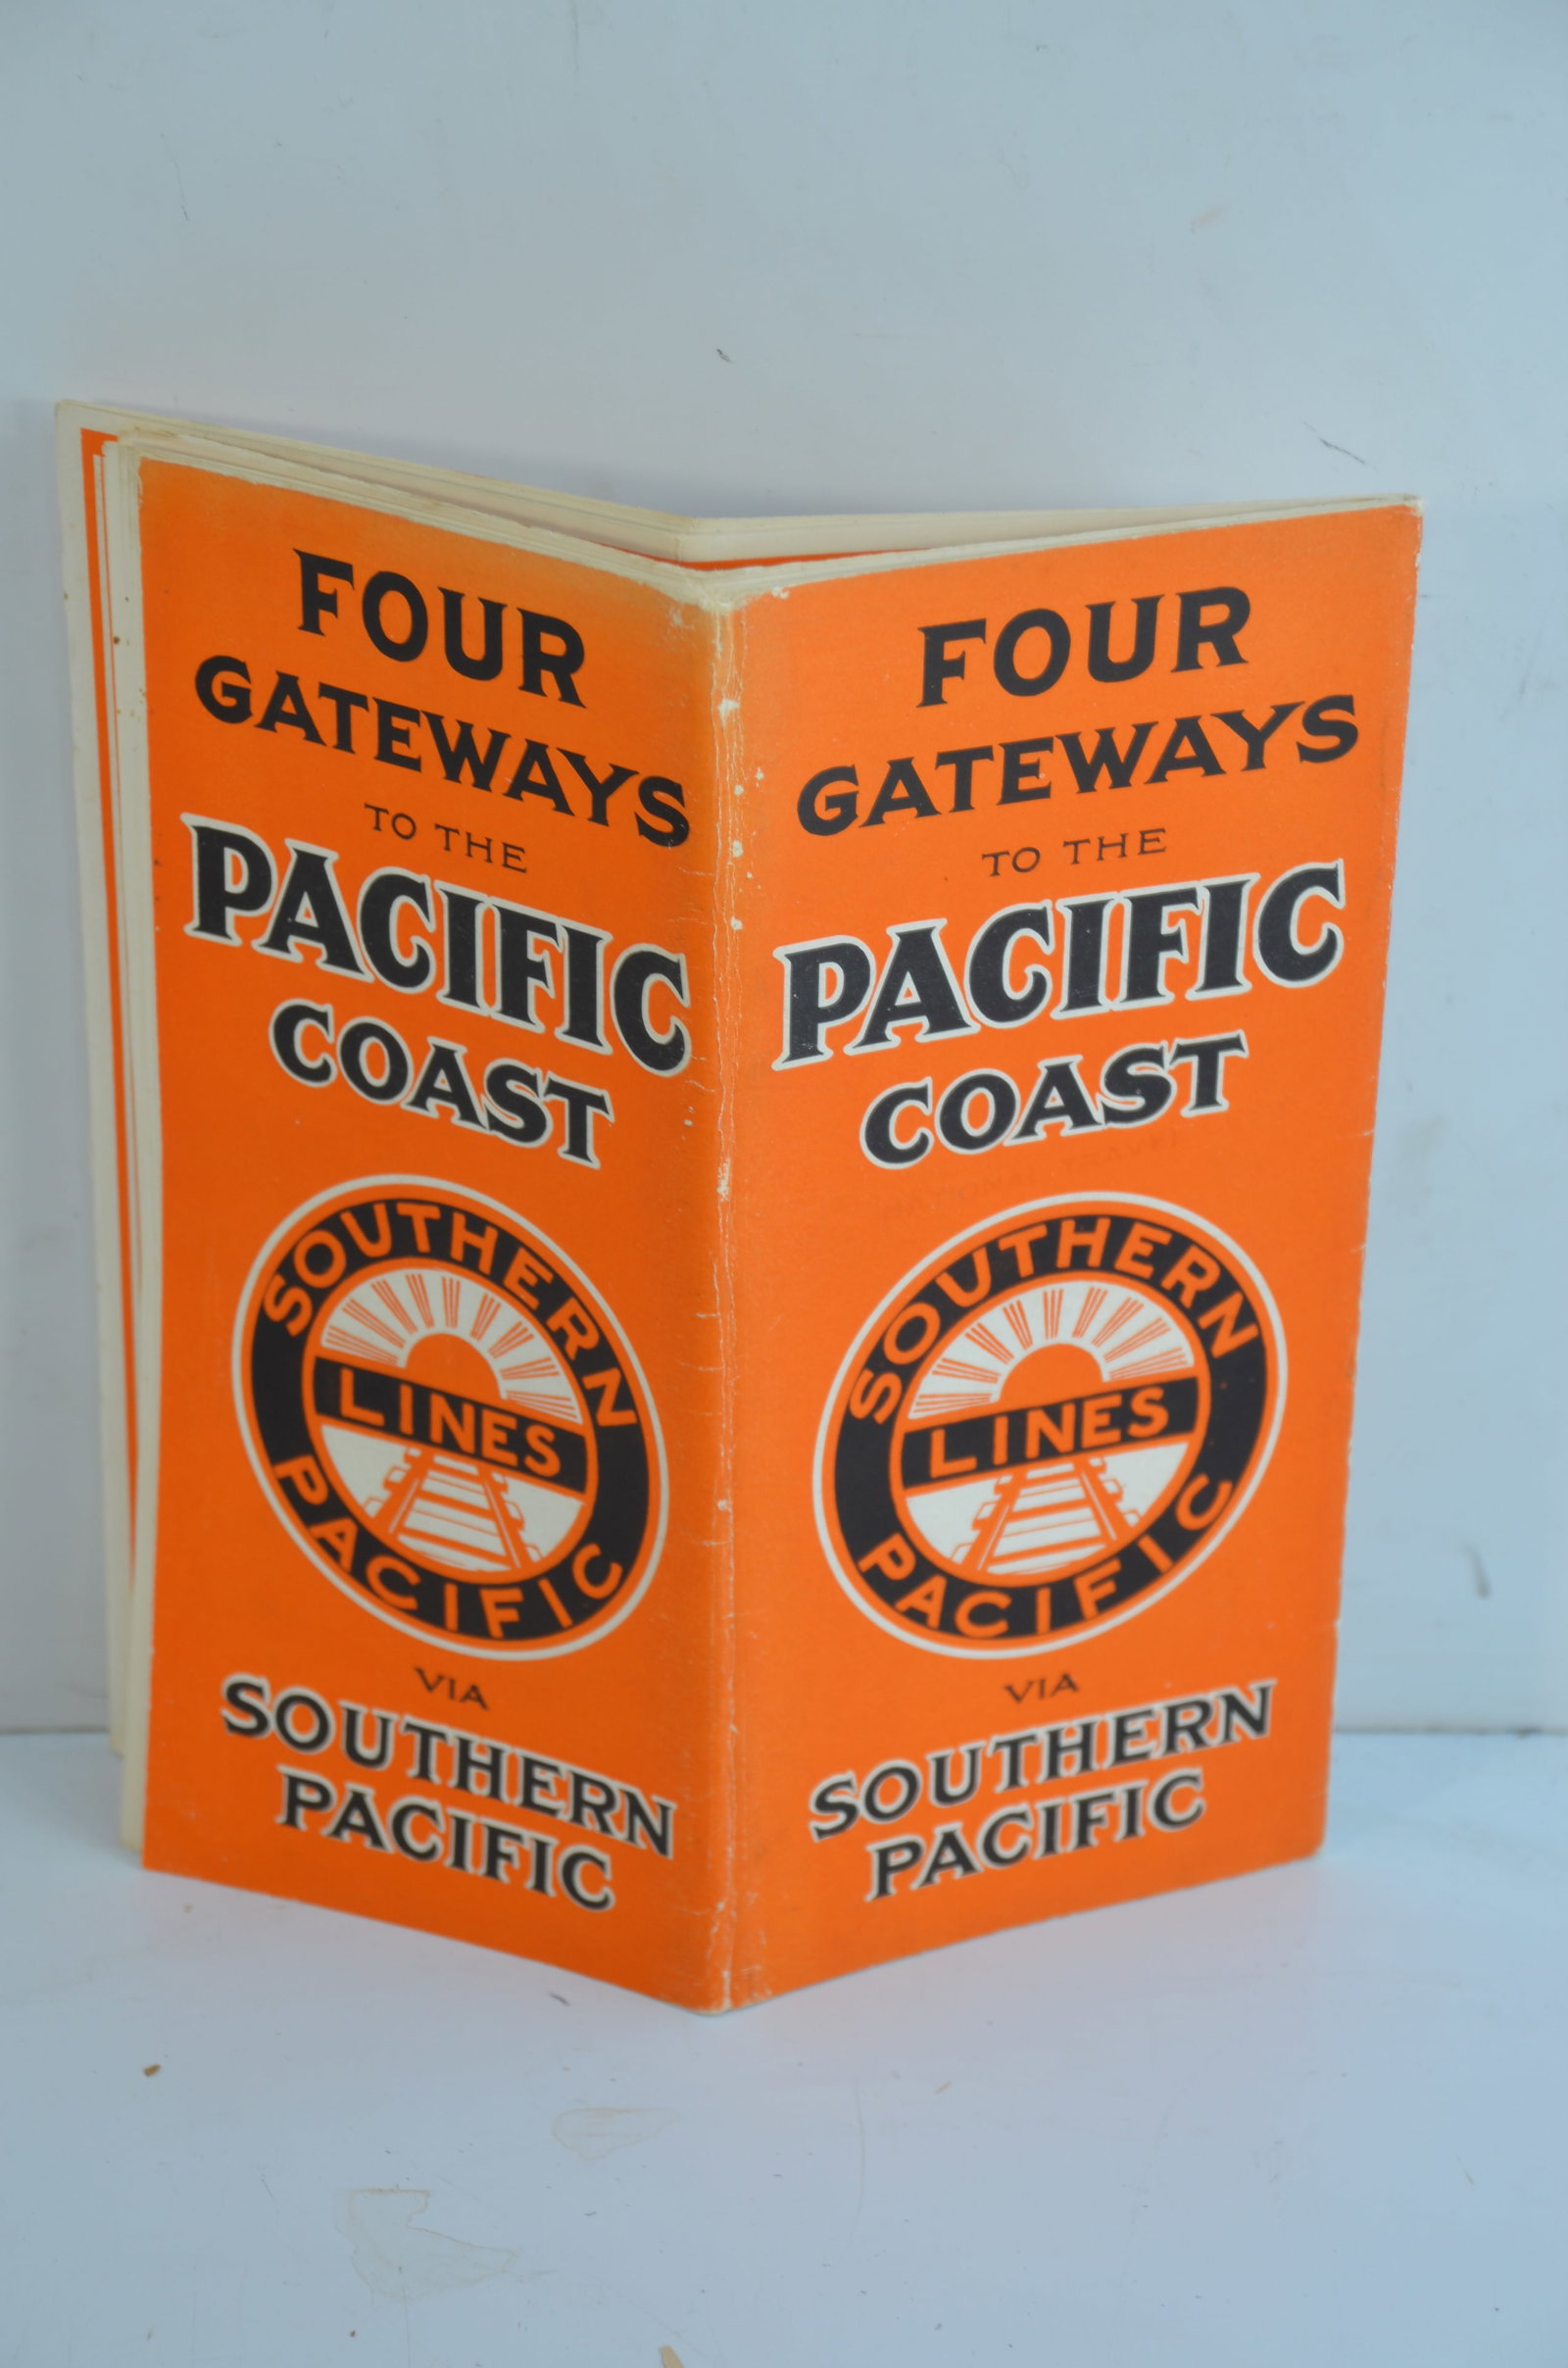 FOUR
GATEWAYS
TO THE
PACIFIC
COAST
SOUTHERN
LINES
PACIFIC
VIA
SOUTHERN
PACIFIC
FOUR
GATEWAYS
TO THE
PACIFIC
COAST
SOUTHERN
LINES
PACIFIC
VIA
SOUTHERN
PACIFIC